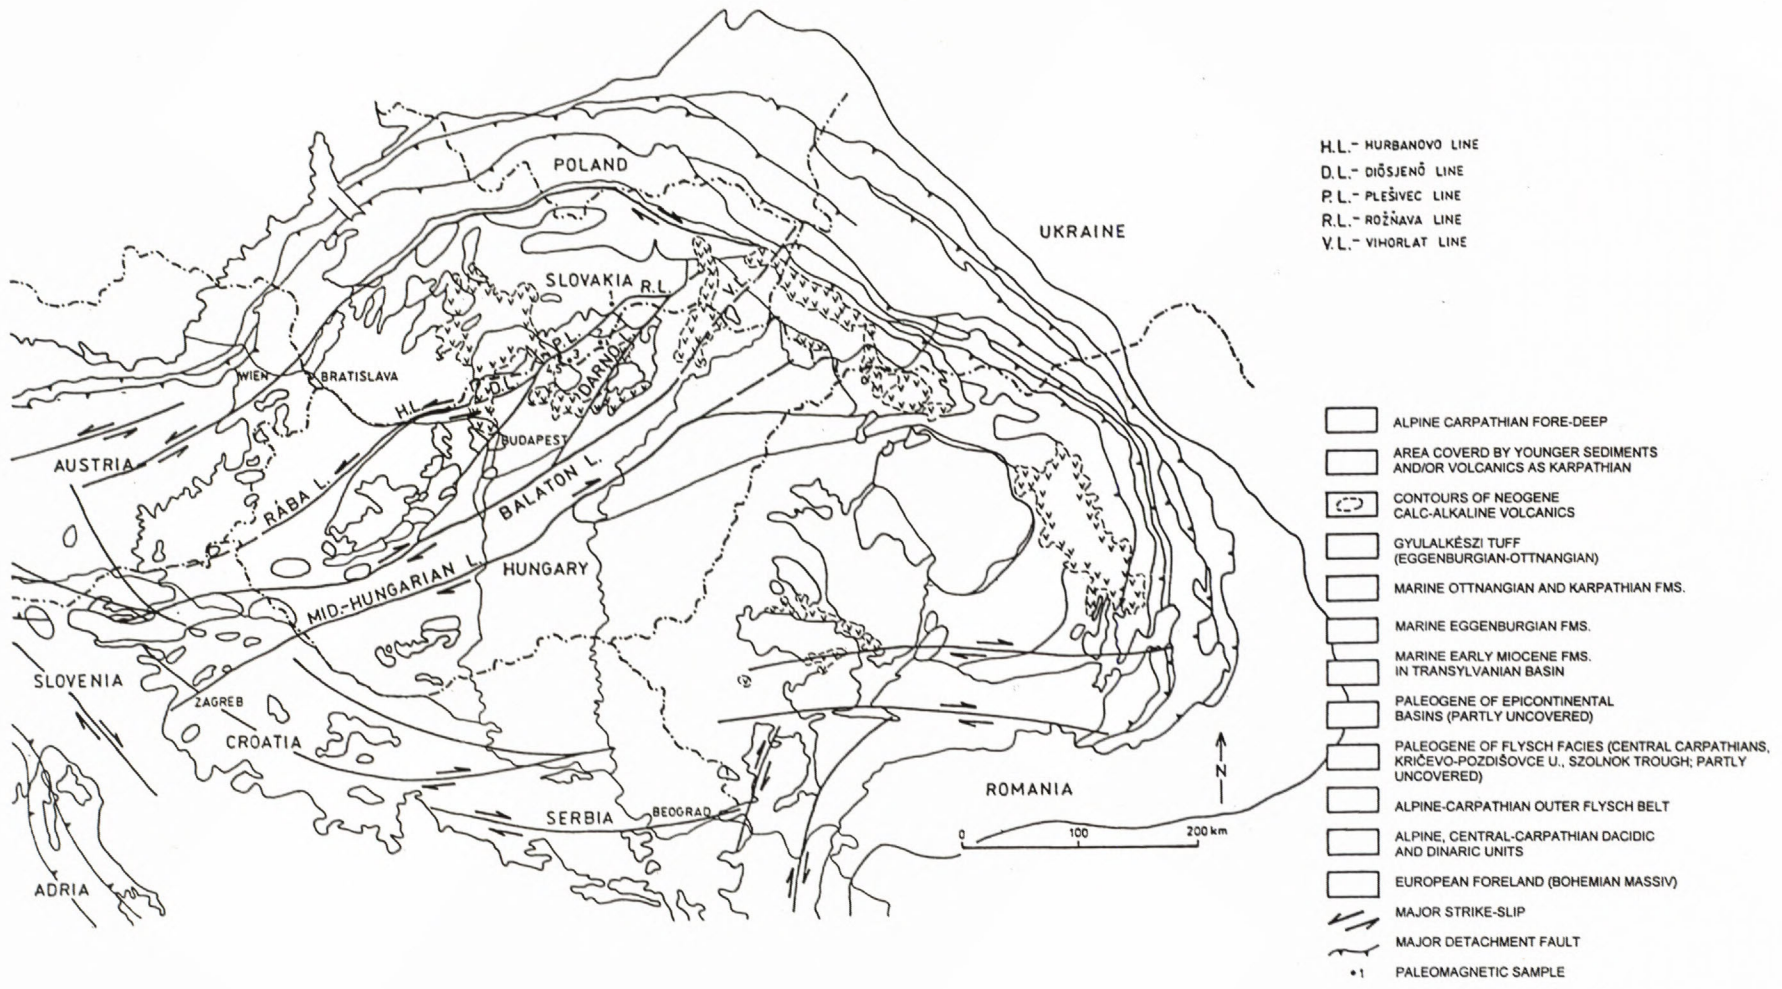 POLAND
UKRAINE
SLOVAKIA
R.L.
V.L.
P.L.
3
DARNO-L.
D.L.
H.L.
WIEN
BRATISLAVA
BUDAPEST
AUSTRIA
RÁBA L.
BALATON L.
HUNGARY
MID.-HUNGARIAN L.
SLOVENIA
ZAGREB
CROATIA
SERBIA
BEOGRAD
ROMANIA
ADRIA
N
0 100 200 km
H.L.- HURBANOVO LINE
D.L.- DIÖSJENÖ LINE
P.L.- PLEŠIVEC LINE
R.L.- ROŽŇAVA LINE
V.L.- VIHORLAT LINE
ALPINE CARPATHIAN FORE-DEEP
AREA COVERD BY YOUNGER SEDIMENTS
AND/OR VOLCANICS AS KARPATHIAN
CONTOURS OF NEOGENE
CALC-ALKALINE VOLCANICS
GYULALKÉSZI TUFF
(EGGENBURGIAN-OTTNANGIAN)
MARINE OTTNANGIAN AND KARPATHIAN FMS.
MARINE EGGENBURGIAN FMS.
MARINE EARLY MIOCENE FMS.
IN TRANSYLVANIAN BASIN
PALEOGENE OF EPICONTINENTAL
BASINS (PARTLY UNCOVERED)
PALEOGENE OF FLYSCH FACIES (CENTRAL CARPATHIANS,
KRIČEVO-POZDIŠOVCE U., SZOLNOK TROUGH; PARTLY
UNCOVERED)
ALPINE-CARPATHIAN OUTER FLYSCH BELT
ALPINE, CENTRAL-CARPATHIAN DACIDIC
AND DINARIC UNITS
EUROPEAN FORELAND (BOHEMIAN MASSIV)
MAJOR STRIKE-SLIP
MAJOR DETACHMENT FAULT
•1 PALEOMAGNETIC SAMPLE